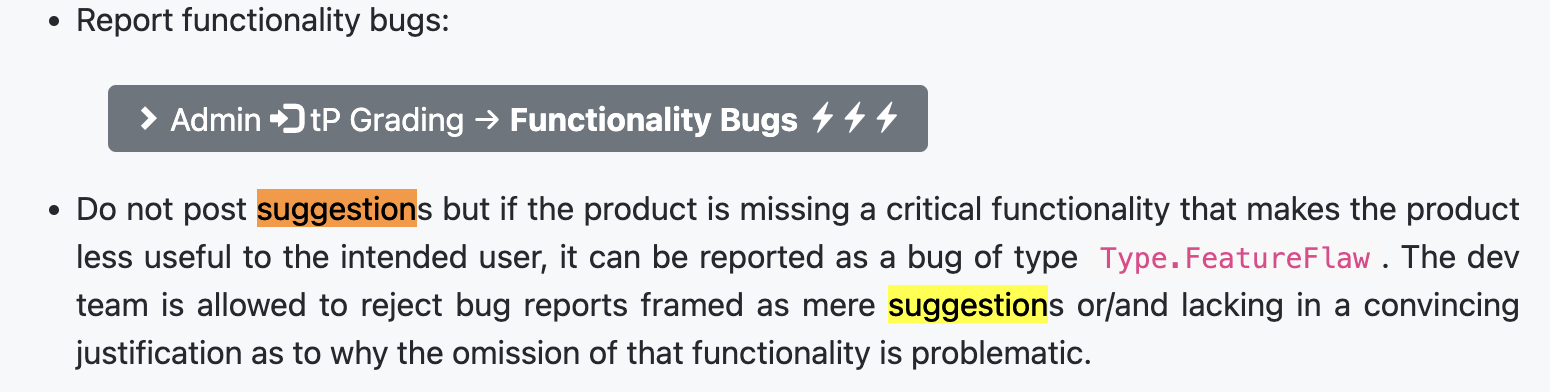 • Report functionality bugs:
Admin tP Grading → Functionality Bugs
• Do not post suggestions but if the product is missing a critical functionality that makes the product
less useful to the intended user, it can be reported as a bug of type Type.FeatureFlaw . The dev
team is allowed to reject bug reports framed as mere suggestions or/and lacking in a convincing
justification as to why the omission of that functionality is problematic.